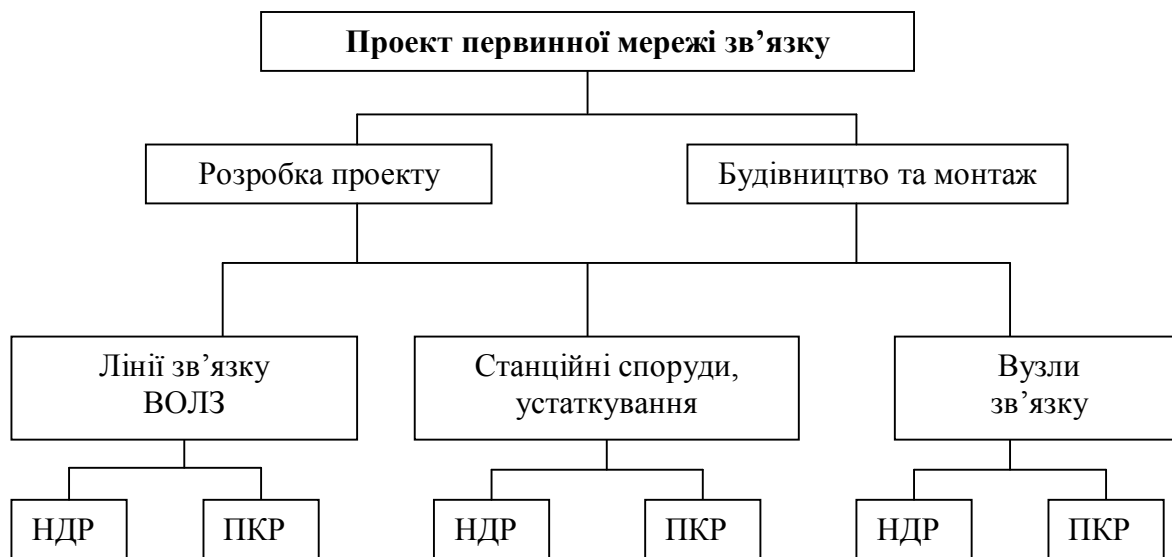 Проект первинної мережі зв’язку
Розробка проекту
Будівництво та монтаж
Лінії зв’язку
ВОЛЗ
Станційні споруди,
устаткування
Вузли
зв’язку
НДР
ПКР
НДР
ПКР
НДР
ПКР